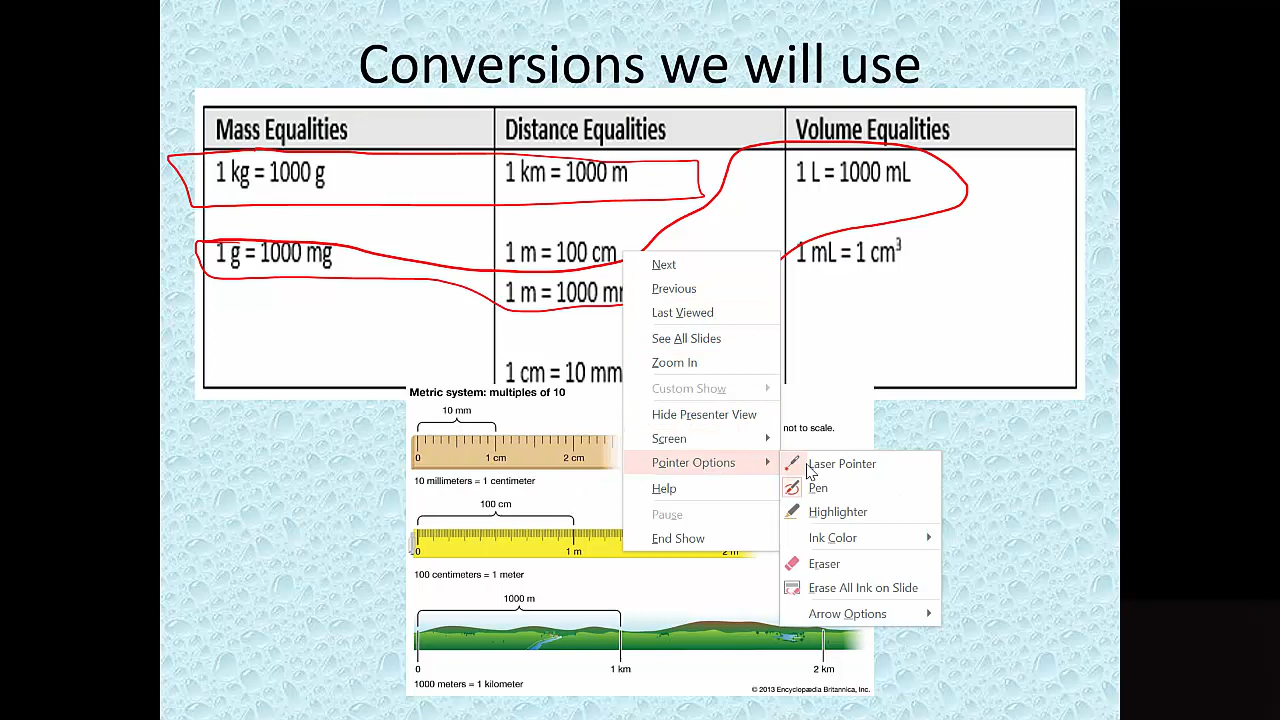 Conversions we will use
Mass Equalities
Distance Equalities
Volume Equalities
1 kg = 1000 g
1 km = 1000 m
1 L = 1000 mL
1 g = 1000 mg
1 m = 100 cm
1 mL = 1 cm³
1 m = 1000 m
1 cm = 10 mm
Metric system: multiples of 10
not to scale.
10 mm
0
1 cm
2 cm
10 millimeters = 1 centimeter
100 cm
0
1 m
2 m
100 centimeters = 1 meter
1000 m
0
1 km
2 km
1000 meters = 1 kilometer
© 2013 Encyclopædia Britannica, Inc.
Next
Previous
Last Viewed
See All Slides
Zoom In
Custom Show
Hide Presenter View
Screen
Pointer Options
Help
Pause
End Show
Laser Pointer
Pen
Highlighter
Ink Color
Eraser
Erase All Ink on Slide
Arrow Options